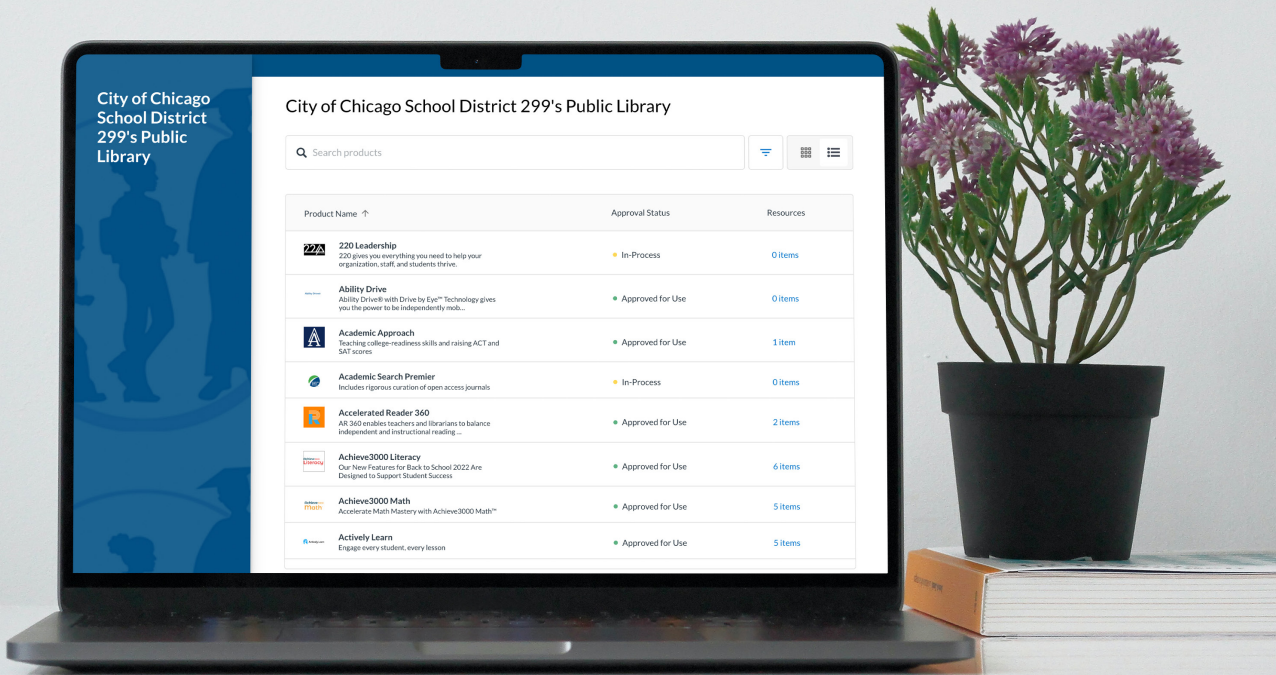 City of Chicago
School District
299's Public
Library
City of Chicago School District 299's Public Library
Search products
Product Name ↑
Approval Status
Resources
220
220 Leadership
220 gives you everything you need to help your
organization, staff, and students thrive.
In-Process
0 items
Ability Drive
Ability Drive® with Drive by Eye™ Technology gives
you the power to be independently mob...
Approved for Use
0 items
A
Academic Approach
Teaching college-readiness skills and raising ACT and
SAT scores
Approved for Use
1 item
Academic Search Premier
Includes rigorous curation of open access journals
In-Process
0 items
R
Accelerated Reader 360
AR 360 enables teachers and librarians to balance
independent and instructional reading ...
Approved for Use
2 items
Literacy
Achieve3000 Literacy
Our New Features for Back to School 2022 Are
Designed to Support Student Success
Approved for Use
6 items
Math
Achieve3000 Math
Accelerate Math Mastery with Achieve3000 Math™
Approved for Use
5 items
Actively Learn
Engage every student, every lesson
Approved for Use
5 items